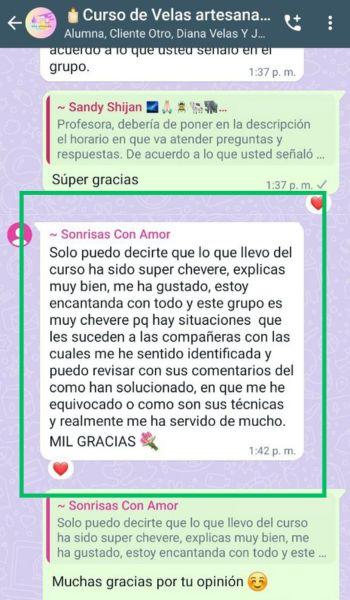 Curso de Velas artesana...
Alumna, Cliente Otro, Diana Velas Y J...
acuerdo a lo que usted señaló en el
grupo.
1:37 p. m.
~ Sandy Shijan ...
Profesora, debería de poner en la descripción
el horario en que va atender preguntas y
respuestas. De acuerdo a lo que usted señaló ...
Súper gracias
1:37 p. m.
~ Sonrisas Con Amor
Solo puedo decirte que lo que llevo del
curso ha sido super chevere, explicas
muy bien, me ha gustado, estoy
encantanda con todo y este grupo es
muy chevere pq hay situaciones que
les suceden a las compañeras con las
cuales me he sentido identificada y
puedo revisar con sus comentarios del
como han solucionado, en que me he
equivocado o como son sus técnicas
y realmente me ha servido de mucho.
MIL GRACIAS 💐
1:42 p. m.
~ Sonrisas Con Amor
Solo puedo decirte que lo que llevo del curso
ha sido super chevere, explicas muy bien, me
ha gustado, estoy encantanda con todo y este ...
Muchas gracias por tu opinión ☺️